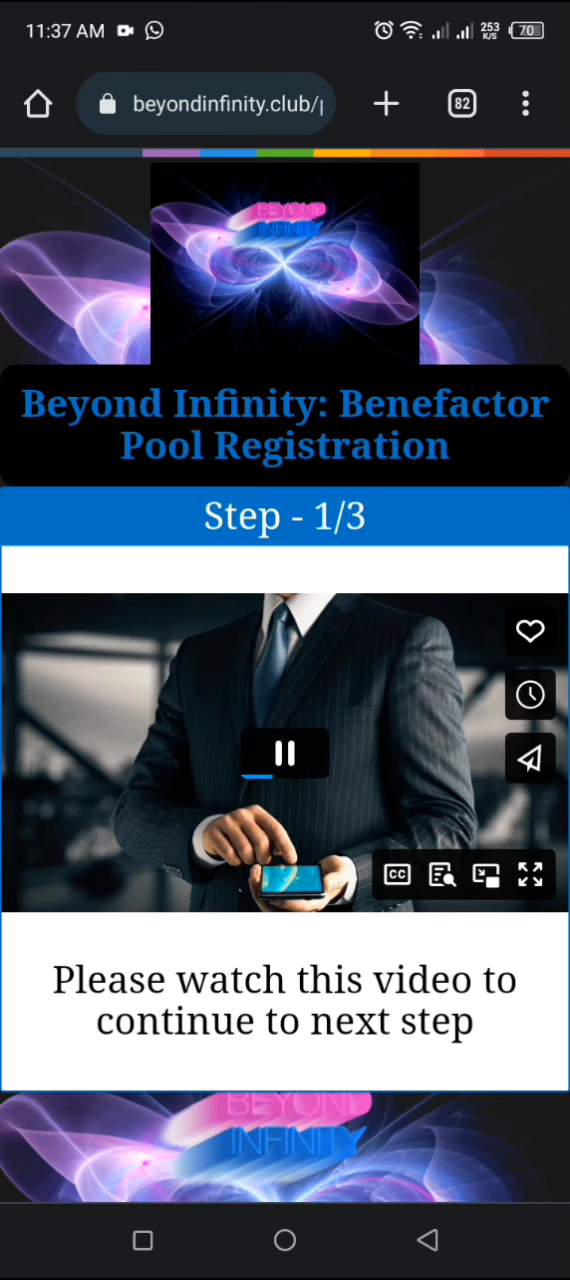 11:37 AM
253
K/S
70
beyondinfinity.club/p
82
BEYOND
INFINITY
Beyond Infinity: Benefactor
Pool Registration
Step - 1/3
CC
Please watch this video to
continue to next step
BEYOND
INFINITY